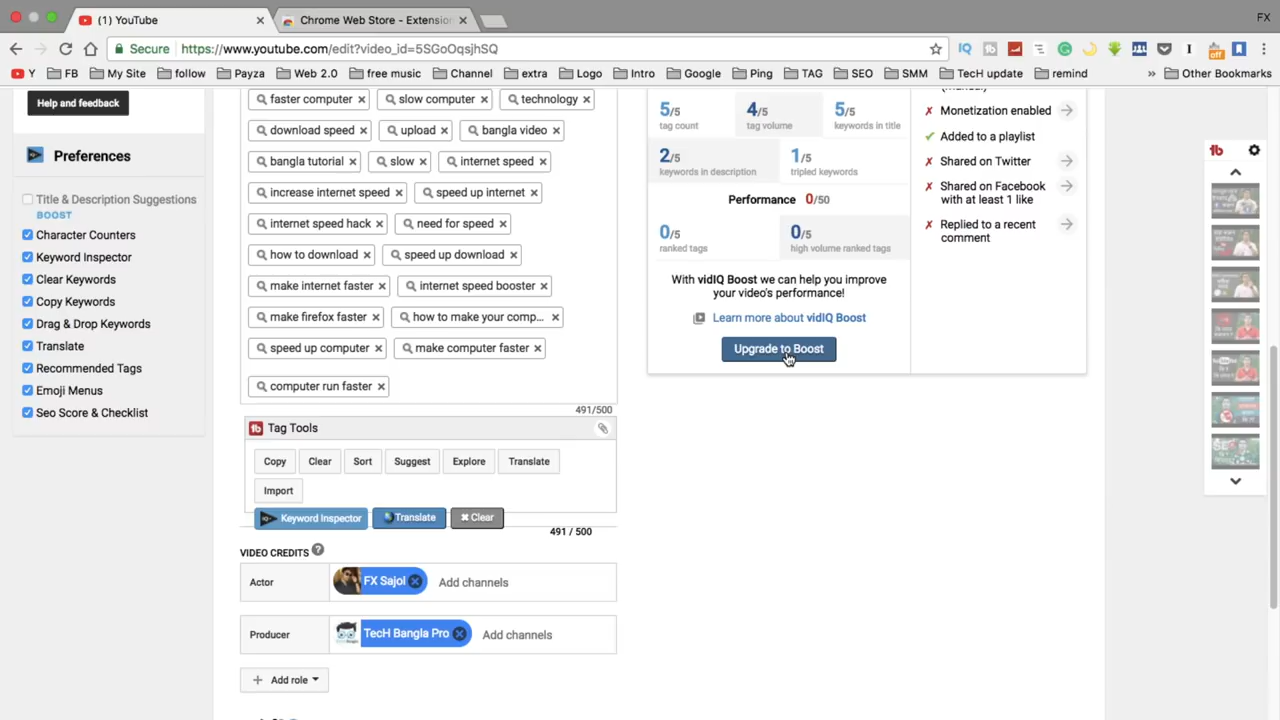 (1) YouTube
Chrome Web Store - Extension
FX
Secure https://www.youtube.com/edit?video_id=5SGoOqsjhSQ
Y FB My Site follow Payza Web 2.0 free music Channel extra Logo Intro Google Ping TAG SEO SMM TecH update remind » Other Bookmarks
Help and feedback
Preferences
Title & Description Suggestions
BOOST
Character Counters
Keyword Inspector
Clear Keywords
Copy Keywords
Drag & Drop Keywords
Translate
Recommended Tags
Emoji Menus
Seo Score & Checklist
faster computer slow computer technology
download speed upload bangla video
bangla tutorial slow internet speed
increase internet speed speed up internet
internet speed hack need for speed
how to download speed up download
make internet faster internet speed booster
make firefox faster how to make your comp...
speed up computer make computer faster
computer run faster
491/500
Tag Tools
Copy Clear Sort Suggest Explore Translate
Import
Keyword Inspector Translate Clear
491 / 500
VIDEO CREDITS ?
Actor FX Sajol Add channels
Producer TecH Bangla Pro Add channels
+ Add role
5/5 4/5 5/5
tag count tag volume keywords in title
2/5 1/5
keywords in description tripled keywords
Performance 0/50
0/5 0/5
ranked tags high volume ranked tags
With vidIQ Boost we can help you improve
your video's performance!
Learn more about vidIQ Boost
Upgrade to Boost
Monetization enabled
Added to a playlist
Shared on Twitter
Shared on Facebook
with at least 1 like
Replied to a recent
comment